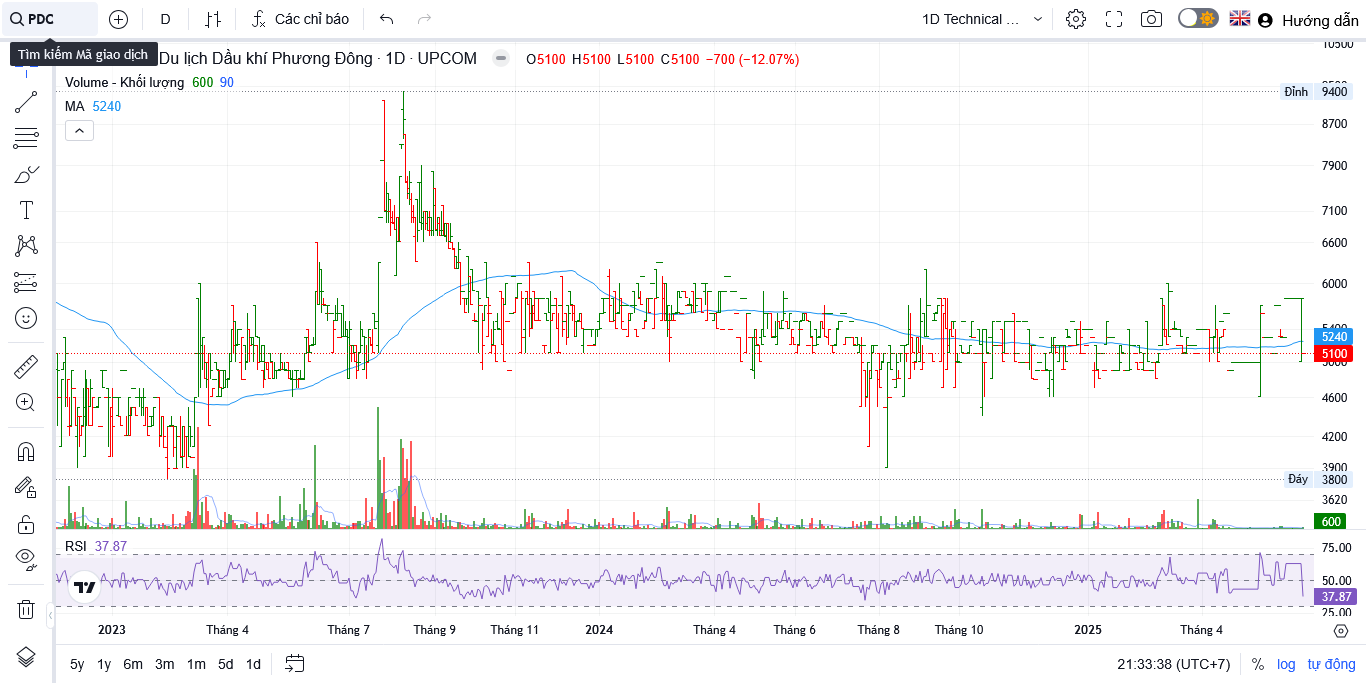 PDC
D
Các chỉ báo
1D Technical ...
Hướng dẫn
Tìm kiếm Mã giao dịch
Du lịch Dầu khí Phương Đông · 1D · UPCOM
O5100 H5100 L5100 C5100 −700 (−12.07%)
Volume - Khối lượng 600 90
MA 5240
10500
Đỉnh 9400
8700
7900
7100
6600
6000
5400
5240
5100
5000
4600
4200
3900
Đáy 3800
3620
600
RSI 37.87
75.00
50.00
37.87
25.00
2023 Tháng 4 Tháng 7 Tháng 9 Tháng 11 2024 Tháng 4 Tháng 6 Tháng 8 Tháng 10 2025 Tháng 4
5y 1y 6m 3m 1m 5d 1d
21:33:38 (UTC+7) % log tự động